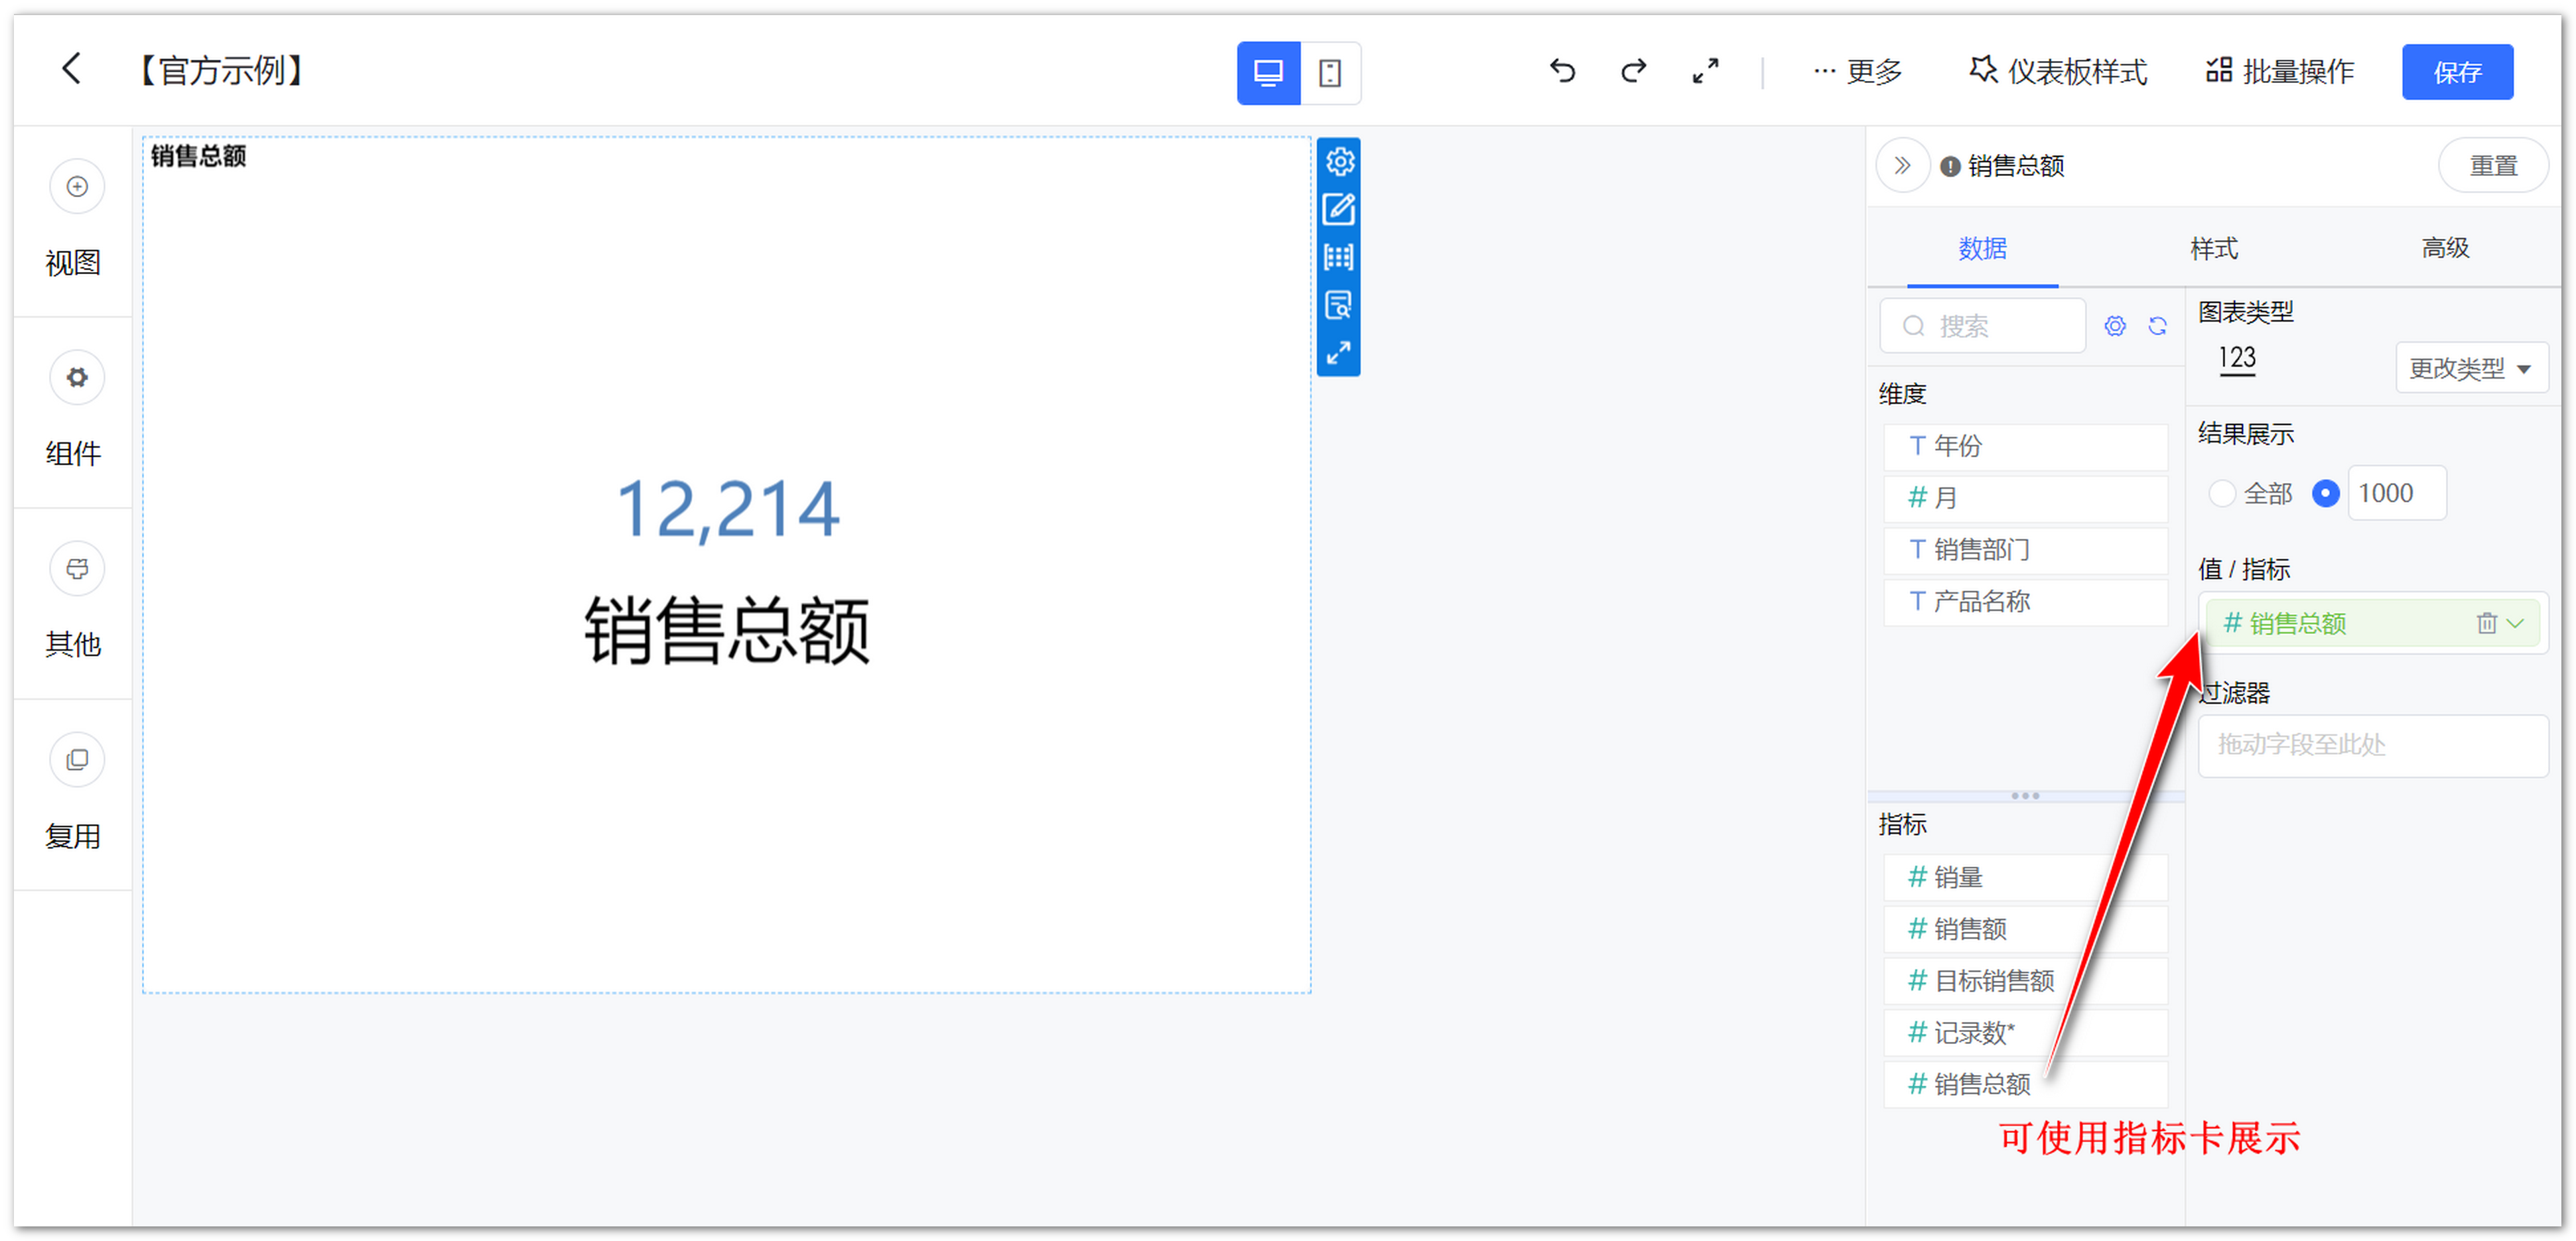 【官方示例】
··· 更多
仪表板样式
批量操作
保存
视图
组件
其他
复用
销售总额
12,214
销售总额
销售总额
重置
数据
样式
高级
搜索
维度
T 年份
# 月
T 销售部门
T 产品名称
指标
# 销量
# 销售额
# 目标销售额
# 记录数*
# 销售总额
图表类型
123
更改类型
结果展示
全部
1000
值 / 指标
# 销售总额
过滤器
拖动字段至此处
可使用指标卡展示